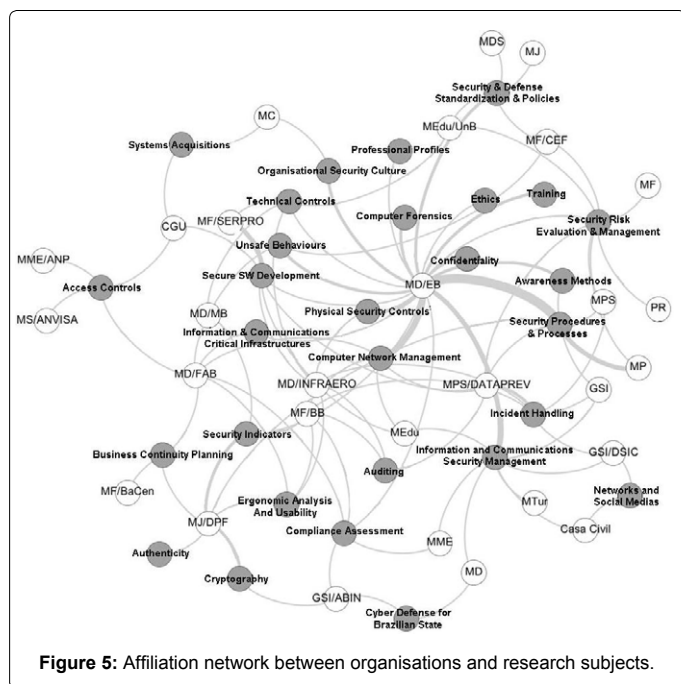 MDS
MJ
Security & Defense
Standardization & Policies
MC
MEdu/UnB
Systems Acquisitions
Professional Profiles
MF/CEF
Organisational Security Culture
Technical Controls
Ethics
Training
MF
MF/SERPRO
Computer Forensics
Security Risk
Evaluation & Management
CGU
Unsafe Behaviours
MME/ANP
Confidentiality
Secure SW Development
Access Controls
MD/EB
Awareness Methods
MPS
PR
MS/ANVISA
MD/MB
Physical Security Controls
Security Procedures
& Processes
Information & Communications
Critical Infrastructures
Computer Network Management
MP
MD/FAB
MD/INFRAERO
MPS/DATAPREV
GSI
MF/BB
Incident Handling
Security Indicators
MEdu
Business Continuity Planning
Information and Communications
Security Management
GSI/DSIC
Auditing
MF/BaCen
Ergonomic Analysis
And Usability
MTur
Networks and
Social Medias
MJ/DPF
Compliance Assessment
Casa Civil
MME
Authenticity
Cryptography
MD
GSI/ABIN
Cyber Defense for
Brazilian State
Figure 5: Affiliation network between organisations and research subjects.